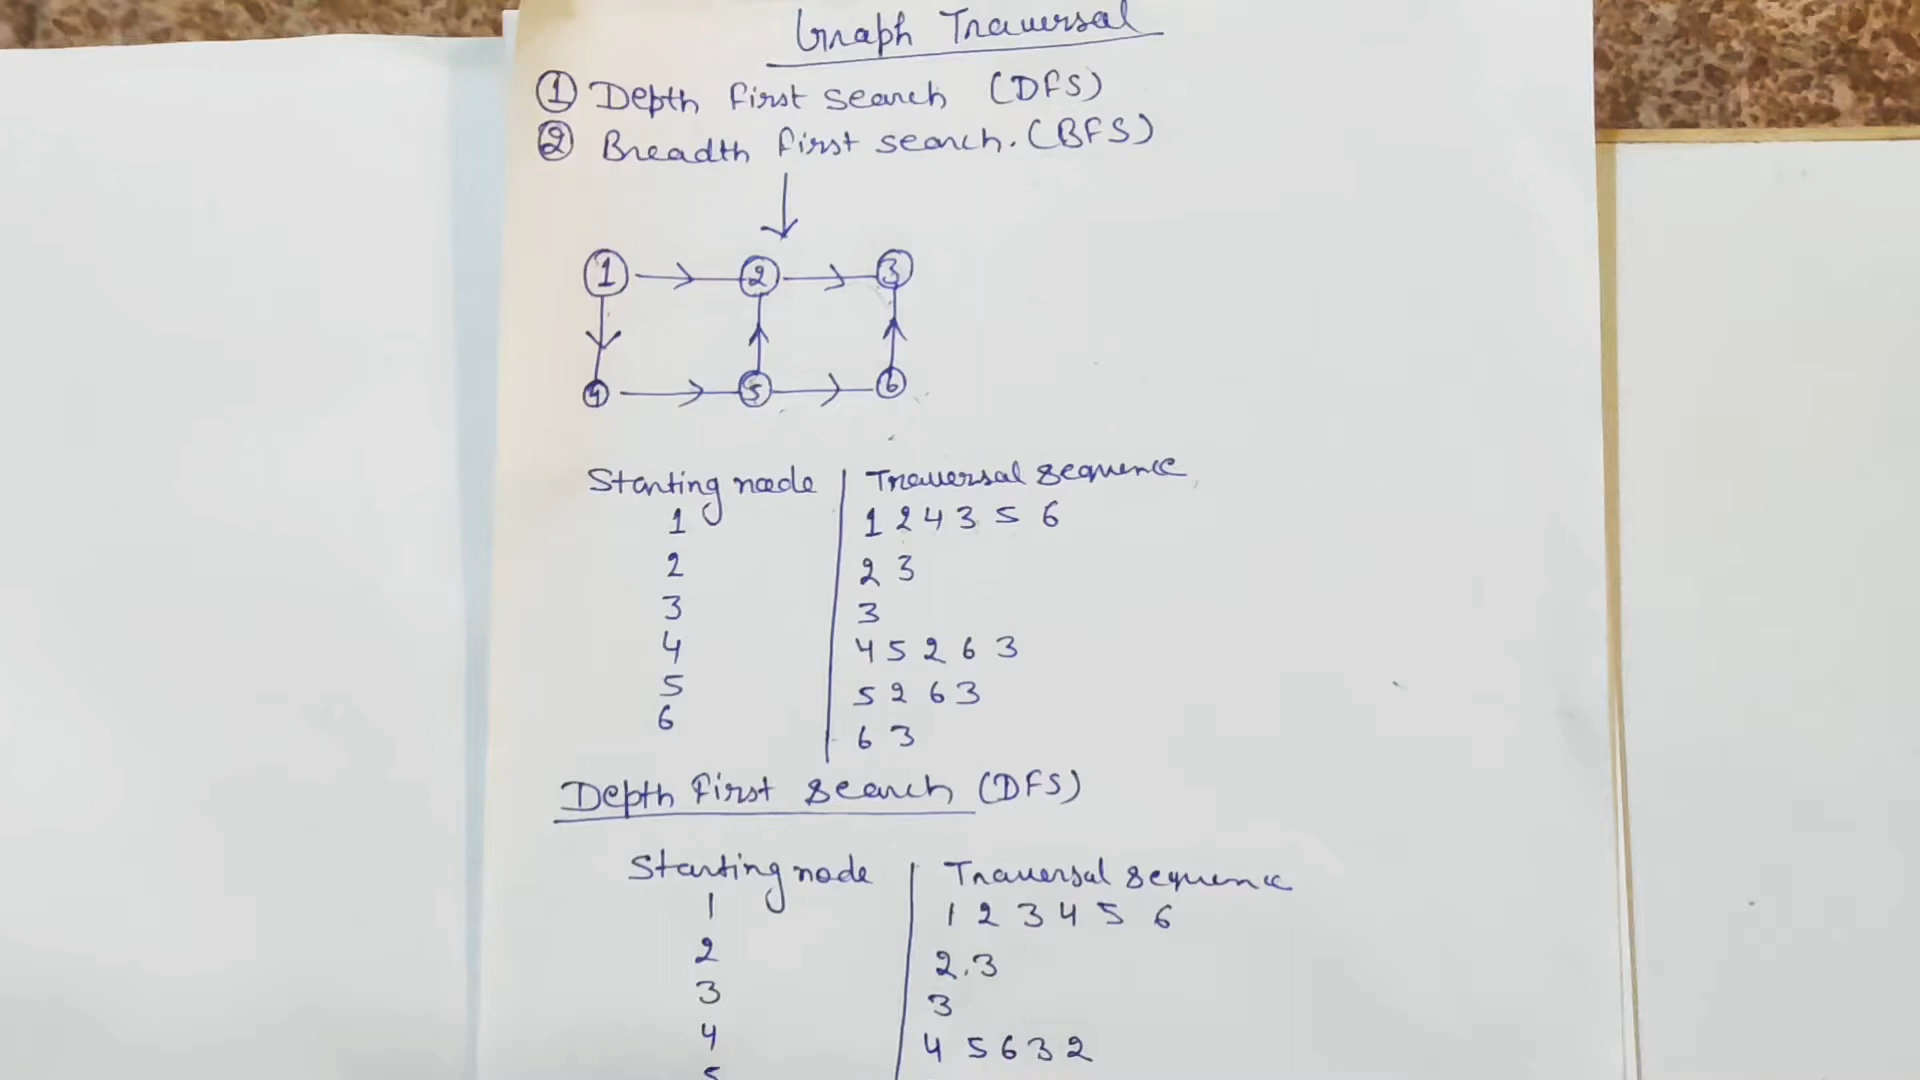 Graph Traversal
① Depth first search (DFS)
② Breadth first search. (BFS)
1 2 3
4 5 6
Starting node | Traversal sequence
1 | 1 2 4 3 5 6
2 | 2 3
3 | 3
4 | 4 5 2 6 3
5 | 5 2 6 3
6 | 6 3
Depth first search (DFS)
Starting node | Traversal sequence
1 | 1 2 3 4 5 6
2 | 2.3
3 | 3
4 | 4 5 6 3 2
5